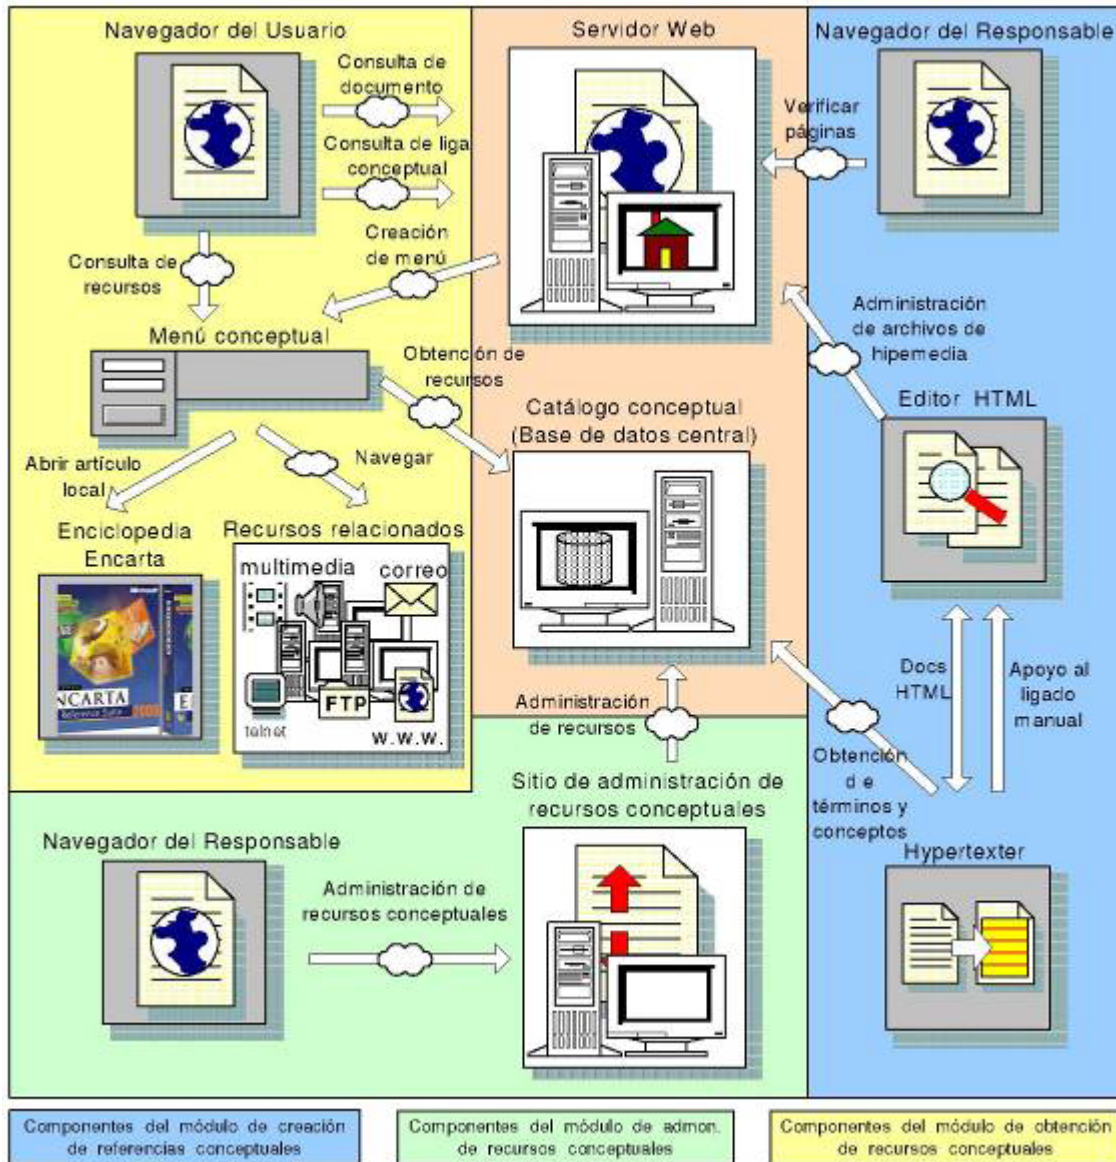 Navegador del Usuario
Servidor Web
Navegador del Responsable
Consulta de
documento
Consulta de liga
conceptual
Verificar
páginas
Creación
de menú
Consulta de
recursos
Menú conceptual
Obtención de
recursos
Administración
de archivos de
hipemedia
Editor HTML
Catálogo conceptual
(Base de datos central)
Abrir artículo
local
Navegar
Enciclopedia
Encarta
Recursos relacionados
multimedia
correo
FTP
telnet
w.w.w.
NCARTA
Reference Suite
Docs
HTML
Apoyo al
ligado
manual
Administración
de recursos
Obtención
d e
términos y
conceptos
Sitio de administración de
recursos conceptuales
Navegador del Responsable
Administración de
recursos conceptuales
Hypertexter
Componentes del módulo de creación
de referencias conceptuales
Componentes del módulo de admon.
de recursos conceptuales
Componentes del módulo de obtención
de recursos conceptuales